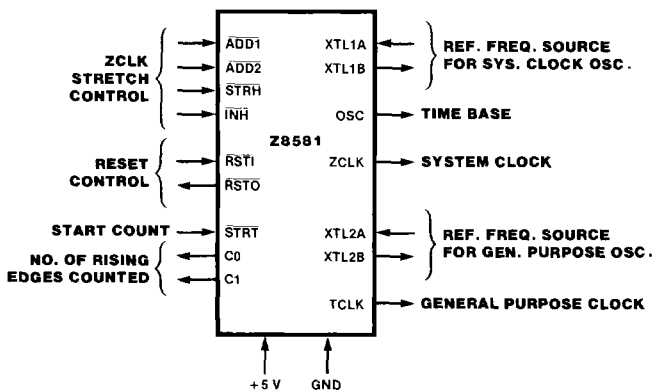 ZCLK
STRETCH
CONTROL
ADD1
ADD2
STRH
INH
RESET
CONTROL
RSTI
RSTO
START COUNT
STRT
NO. OF RISING
EDGES COUNTED
C0
C1
Z8581
XTL1A
XTL1B
REF. FREQ. SOURCE
FOR SYS. CLOCK OSC.
OSC
TIME BASE
ZCLK
SYSTEM CLOCK
XTL2A
XTL2B
REF. FREQ. SOURCE
FOR GEN. PURPOSE OSC.
TCLK
GENERAL PURPOSE CLOCK
+5 V
GND